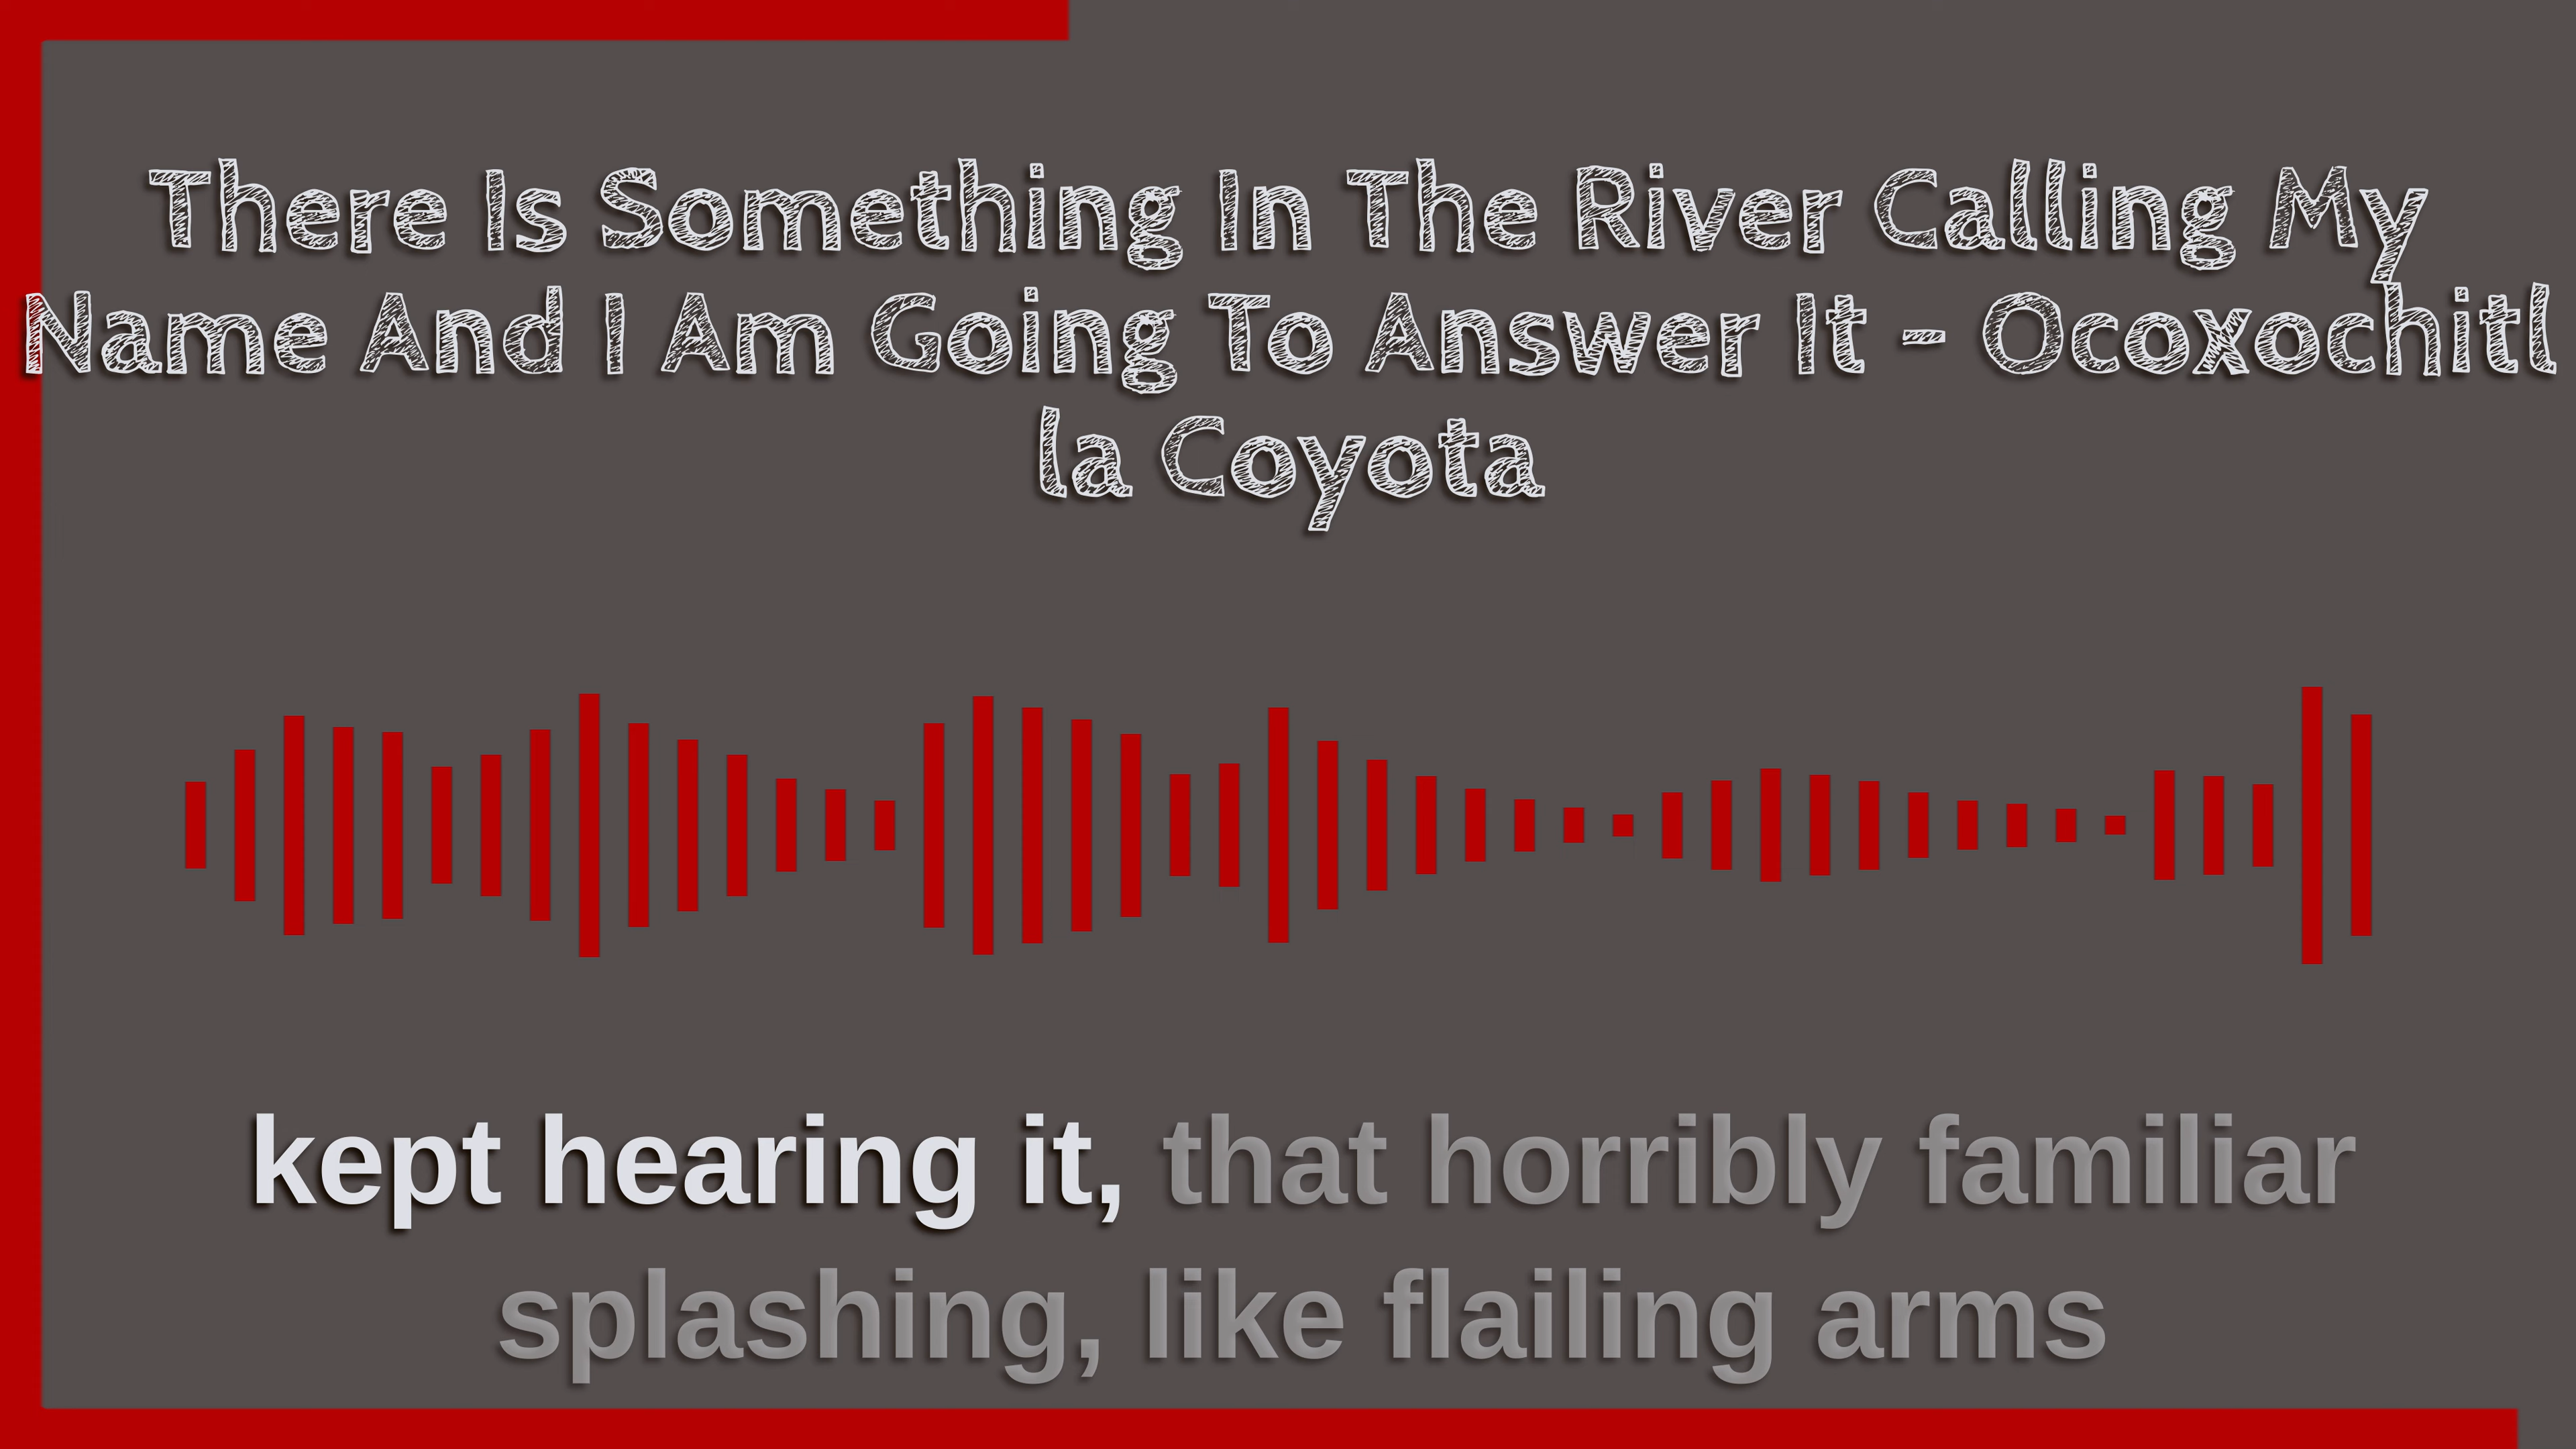 There Is Something In The River Calling My
Name And I Am Going To Answer It - Ocoxochitl
la Coyota
kept hearing it, that horribly familiar
splashing, like flailing arms